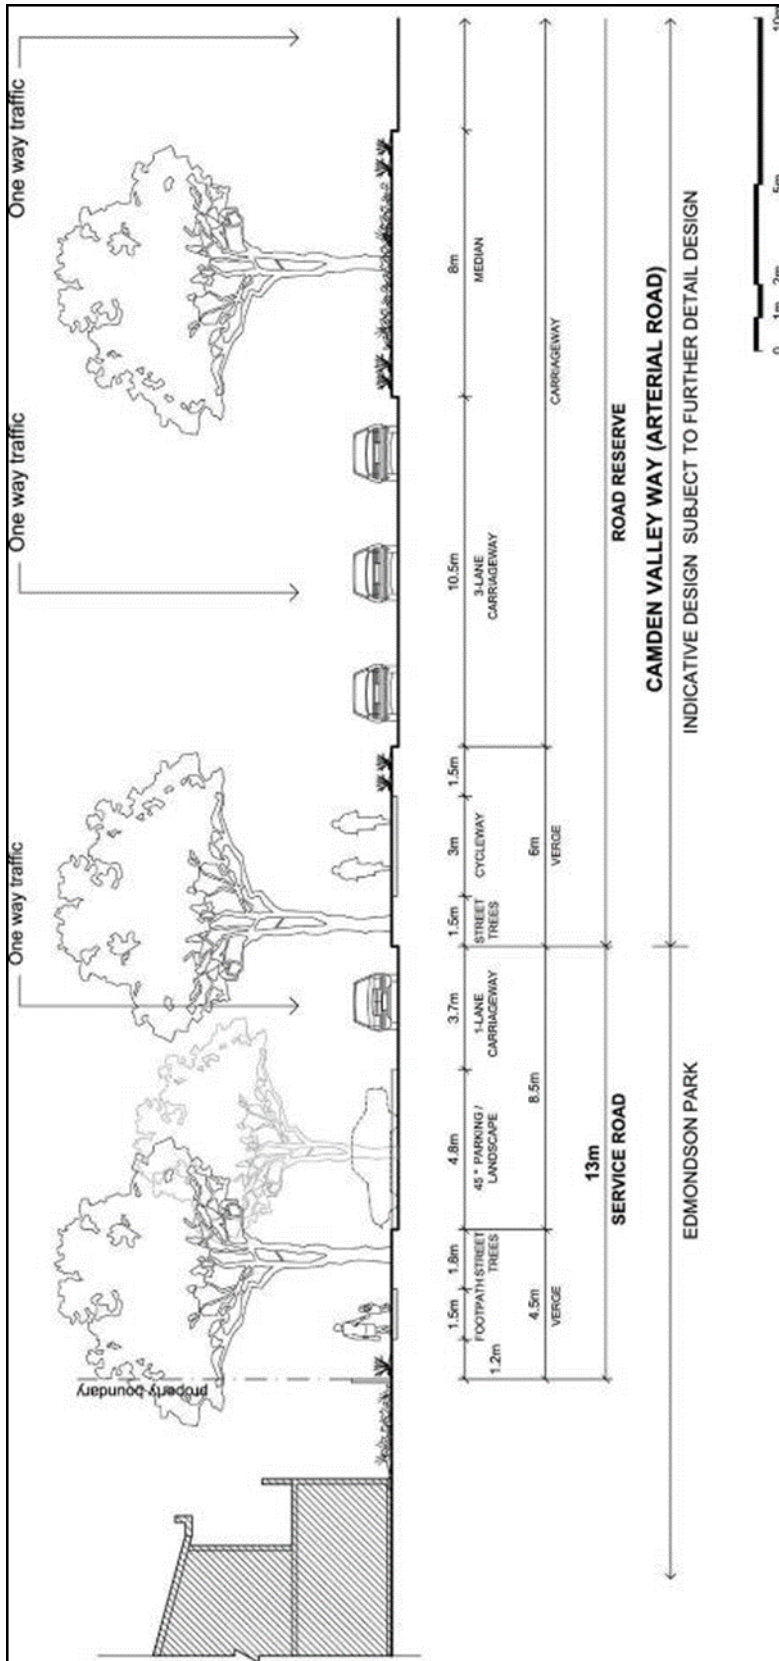 One way traffic
One way traffic
One way traffic
property boundary
1.2m
1.5m
1.8m
4.8m
3.7m
1.5m
3m
1.5m
10.5m
8m
FOOTPATH
STREET
TREES
45° PARKING /
LANDSCAPE
1-LANE
CARRIAGEWAY
STREET
TREES
CYCLEWAY
3-LANE
CARRIAGEWAY
MEDIAN
4.5m
8.5m
6m
VERGE
VERGE
CARRIAGEWAY
13m
SERVICE ROAD
ROAD RESERVE
CAMDEN VALLEY WAY (ARTERIAL ROAD)
EDMONDSON PARK
INDICATIVE DESIGN SUBJECT TO FURTHER DETAIL DESIGN
0 1m 2m 5m 10m